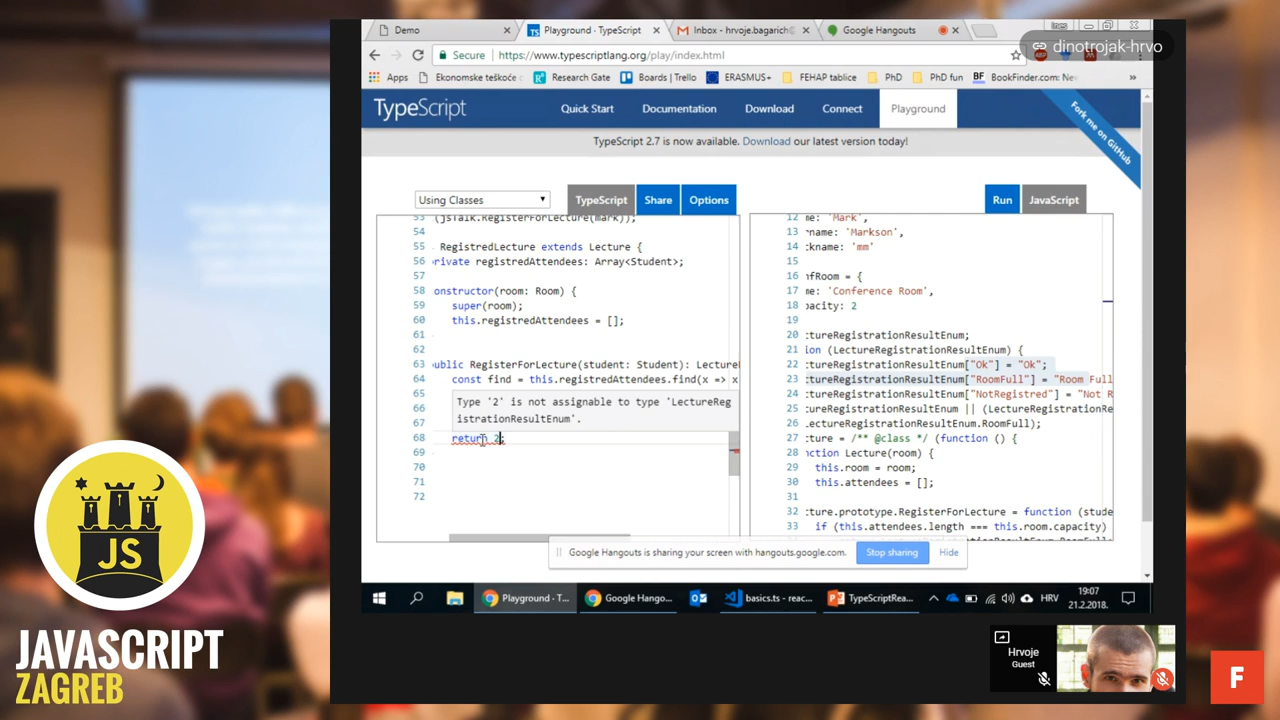 Demo
Playground · TypeScript
Inbox - hrvoje.bagarich@
Google Hangouts
Ines
dinotrojak-hrvo
Secure
https://www.typescriptlang.org/play/index.html
Apps
Ekonomske teškoće
Research Gate
Boards | Trello
ERASMUS+
FEHAP tablice
PhD
PhD fun
BookFinder.com: Ne
»
TypeScript
Quick Start
Documentation
Download
Connect
Playground
Fork me on GitHub
TypeScript 2.7 is now available. Download our latest version today!
Using Classes
TypeScript
Share
Options
Run
JavaScript
53 (jsTalk.RegisterForLecture(mark));
54
55 RegistredLecture extends Lecture {
56 rivate registredAttendees: Array<Student>;
57
58 onstructor(room: Room) {
59 super(room);
60 this.registredAttendees = [];
61
62
63 ublic RegisterForLecture(student: Student): Lecture
64 const find = this.registredAttendees.find(x => x
65
66
67
Type '2' is not assignable to type 'LectureReg
istrationResultEnum'.
68 return 2;
69
70
71
72
12 me: 'Mark',
13 rname: 'Markson',
14 ckname: 'mm'
15
16 nfRoom = {
17 me: 'Conference Room',
18 pacity: 2
19
20 ctureRegistrationResultEnum;
21 ion (LectureRegistrationResultEnum) {
22 ctureRegistrationResultEnum["Ok"] = "Ok";
23 ctureRegistrationResultEnum["RoomFull"] = "Room Full
24 ctureRegistrationResultEnum["NotRegistred"] = "Not R
25 ctureRegistrationResultEnum || (LectureRegistrationRe
26 .ectureRegistrationResultEnum.RoomFull);
27 cture = /** @class */ (function () {
28 nction Lecture(room) {
29 this.room = room;
30 this.attendees = [];
31
32 cture.prototype.RegisterForLecture = function (stude
33 if (this.attendees.length === this.room.capacity)
Google Hangouts is sharing your screen with hangouts.google.com.
Stop sharing
Hide
Playground · T...
Google Hango...
basics.ts - reac...
TypeScriptRea...
HRV
19:07
21.2.2018.
Hrvoje
Guest
JS
JAVASCRIPT
ZAGREB
F